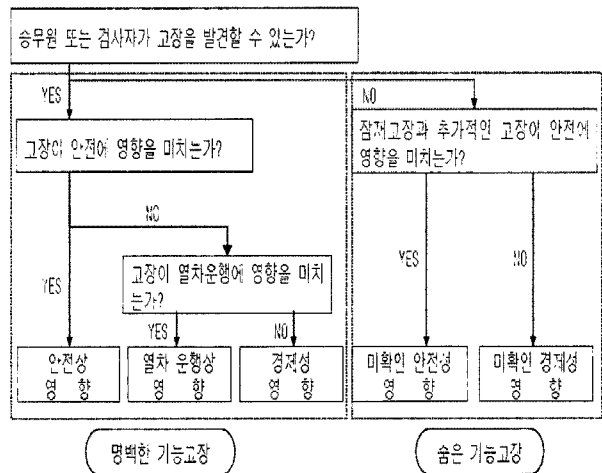 승무원 또는 검사자가 고장을 발견할 수 있는가?
YES
NO
고장이 안전에 영향을 미치는가?
잠재고장과 추가적인 고장이 안전에
영향을 미치는가?
NO
YES
고장이 열차운행에 영향을 미치
는가?
YES
NO
YES
NO
안전상
영 향
열차 운행상
영 향
경제성
영 향
미확인 안전성
영 향
미확인 경제성
영 향
명백한 기능고장
숨은 기능고장